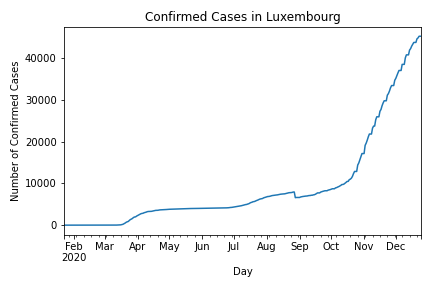 Confirmed Cases in Luxembourg
Number of Confirmed Cases
40000
30000
20000
10000
0
Feb Mar Apr May Jun Jul Aug Sep Oct Nov Dec
2020
Day